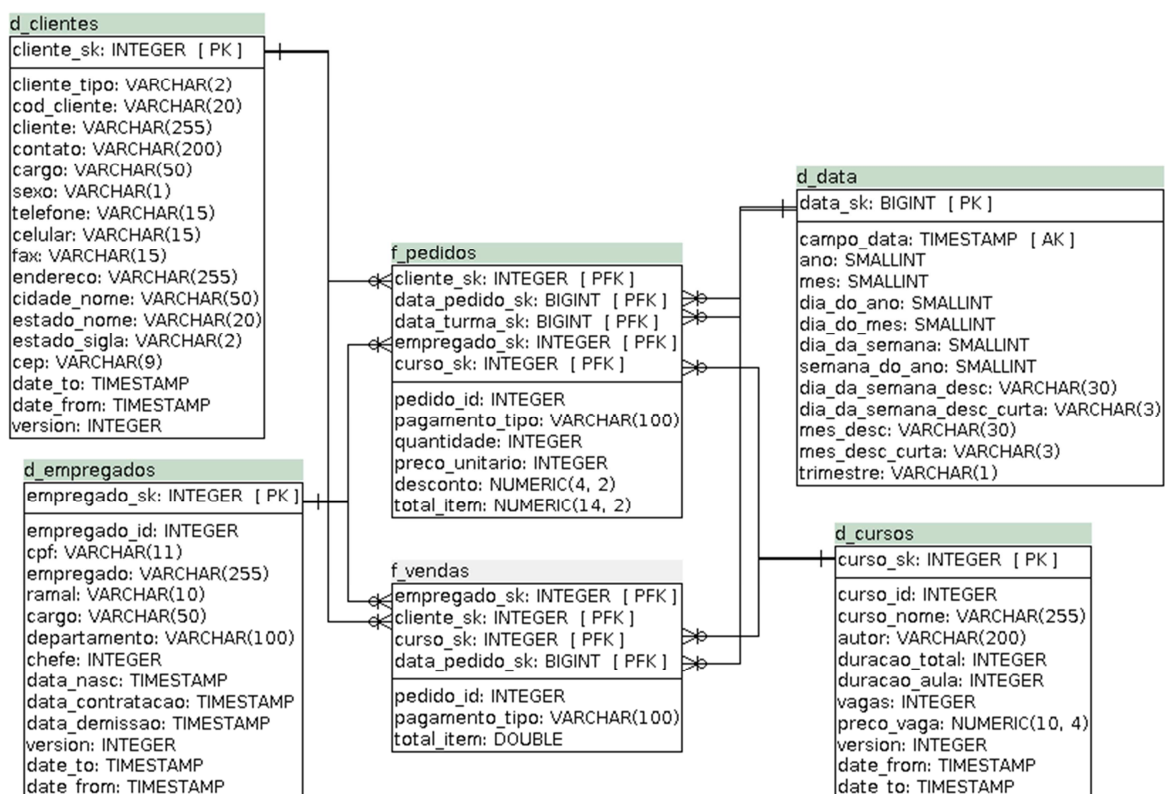 d_clientes
cliente_sk: INTEGER [ PK ]
cliente_tipo: VARCHAR(2)
cod_cliente: VARCHAR(20)
cliente: VARCHAR(255)
contato: VARCHAR(200)
cargo: VARCHAR(50)
sexo: VARCHAR(1)
telefone: VARCHAR(15)
celular: VARCHAR(15)
fax: VARCHAR(15)
endereco: VARCHAR(255)
cidade_nome: VARCHAR(50)
estado_nome: VARCHAR(20)
estado_sigla: VARCHAR(2)
cep: VARCHAR(9)
date_to: TIMESTAMP
date_from: TIMESTAMP
version: INTEGER
d_empregados
empregado_sk: INTEGER [ PK ]
empregado_id: INTEGER
cpf: VARCHAR(11)
empregado: VARCHAR(255)
ramal: VARCHAR(10)
cargo: VARCHAR(50)
departamento: VARCHAR(100)
chefe: INTEGER
data_nasc: TIMESTAMP
data_contratacao: TIMESTAMP
data_demissao: TIMESTAMP
version: INTEGER
date_to: TIMESTAMP
date_from: TIMESTAMP
f_pedidos
cliente_sk: INTEGER [ PFK ]
data_pedido_sk: BIGINT [ PFK ]
data_turma_sk: BIGINT [ PFK ]
empregado_sk: INTEGER [ PFK ]
curso_sk: INTEGER [ PFK ]
pedido_id: INTEGER
pagamento_tipo: VARCHAR(100)
quantidade: INTEGER
preco_unitario: INTEGER
desconto: NUMERIC(4, 2)
total_item: NUMERIC(14, 2)
f_vendas
empregado_sk: INTEGER [ PFK ]
cliente_sk: INTEGER [ PFK ]
curso_sk: INTEGER [ PFK ]
data_pedido_sk: BIGINT [ PFK ]
pedido_id: INTEGER
pagamento_tipo: VARCHAR(100)
total_item: DOUBLE
d_data
data_sk: BIGINT [ PK ]
campo_data: TIMESTAMP [ AK ]
ano: SMALLINT
mes: SMALLINT
dia_do_ano: SMALLINT
dia_do_mes: SMALLINT
dia_da_semana: SMALLINT
semana_do_ano: SMALLINT
dia_da_semana_desc: VARCHAR(30)
dia_da_semana_desc_curta: VARCHAR(3)
mes_desc: VARCHAR(30)
mes_desc_curta: VARCHAR(3)
trimestre: VARCHAR(1)
d_cursos
curso_sk: INTEGER [ PK ]
curso_id: INTEGER
curso_nome: VARCHAR(255)
autor: VARCHAR(200)
duracao_total: INTEGER
duracao_aula: INTEGER
vagas: INTEGER
preco_vaga: NUMERIC(10, 4)
version: INTEGER
date_from: TIMESTAMP
date_to: TIMESTAMP